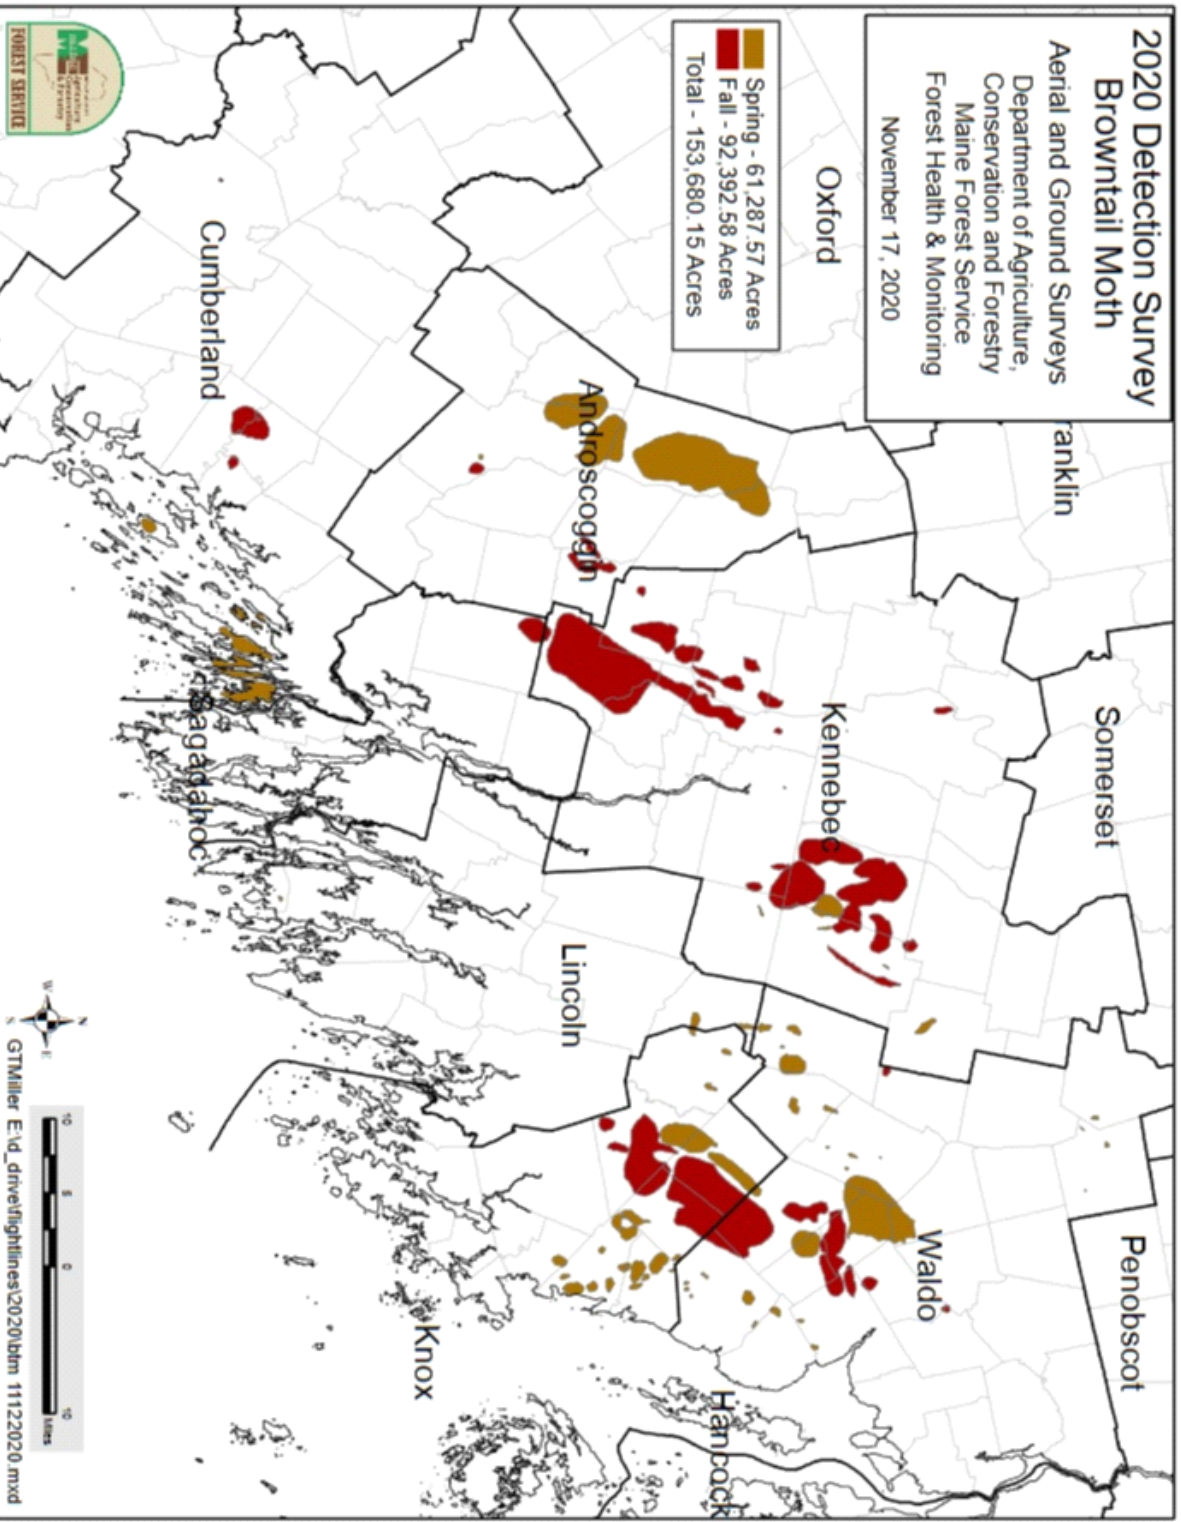 2020 Detection Survey
Browntail Moth
Aerial and Ground Surveys
Department of Agriculture,
Conservation and Forestry
Maine Forest Service
Forest Health & Monitoring
November 17, 2020
Spring - 61,287.57 Acres
Fall - 92,392.58 Acres
Total - 153,680.15 Acres
ranklin
Somerset
Penobscot
Oxford
Kennebec
Waldo
Androscoggin
Lincoln
Hancock
Cumberland
Sagadahoc
Knox
FOREST SERVICE
N
W
E
S
10 5 0 10
Miles
GTMiller E:\d_drive\flightlines\2020\btm 11122020.mxd